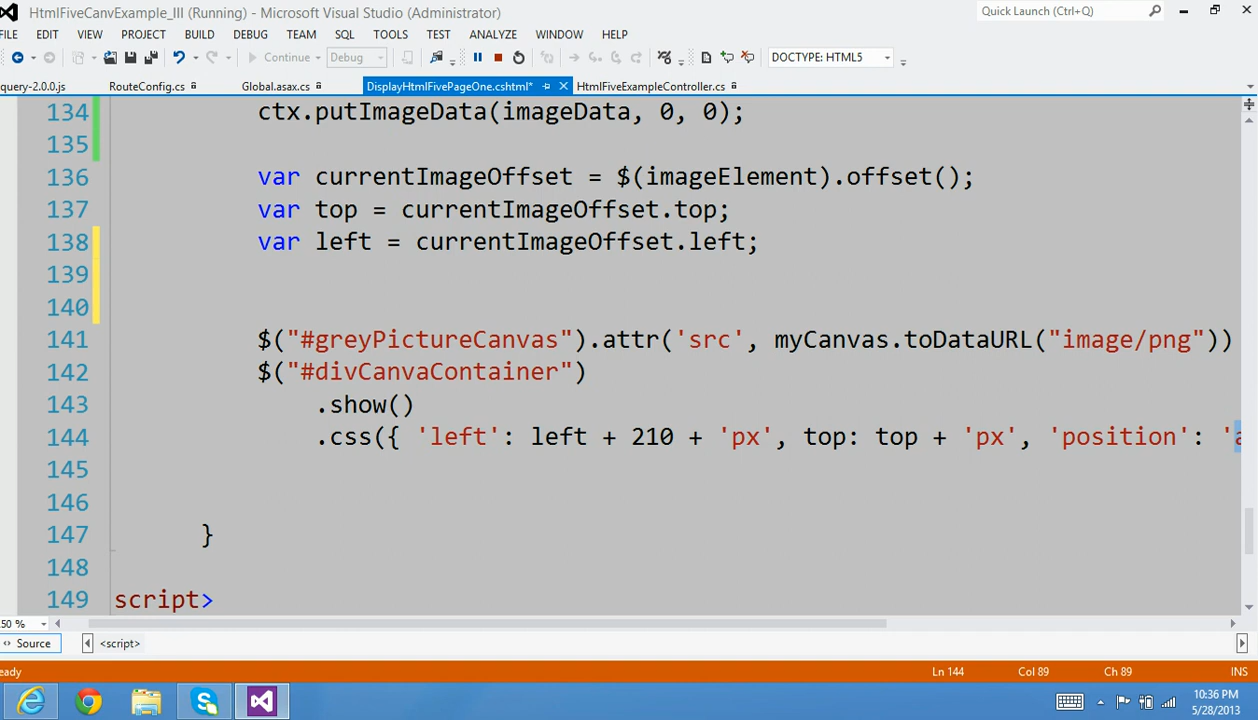 HtmlFiveCanvExample_III (Running) - Microsoft Visual Studio (Administrator)
Quick Launch (Ctrl+Q)
FILE EDIT VIEW PROJECT BUILD DEBUG TEAM SQL TOOLS TEST ANALYZE WINDOW HELP
Continue Debug DOCTYPE: HTML5
query-2.0.0.js RouteConfig.cs Global.asax.cs DisplayHtmlFivePageOne.cshtml* HtmlFiveExampleController.cs
134 ctx.putImageData(imageData, 0, 0);
135
136 var currentImageOffset = $(imageElement).offset();
137 var top = currentImageOffset.top;
138 var left = currentImageOffset.left;
139
140
141 $("#greyPictureCanvas").attr('src', myCanvas.toDataURL("image/png"))
142 $("#divCanvaContainer")
143 .show()
144 .css({ 'left': left + 210 + 'px', top: top + 'px', 'position': 'a
145
146
147 }
148
149 script>
50 %
Source <script>
eady Ln 144 Col 89 Ch 89 INS
10:36 PM
5/28/2013